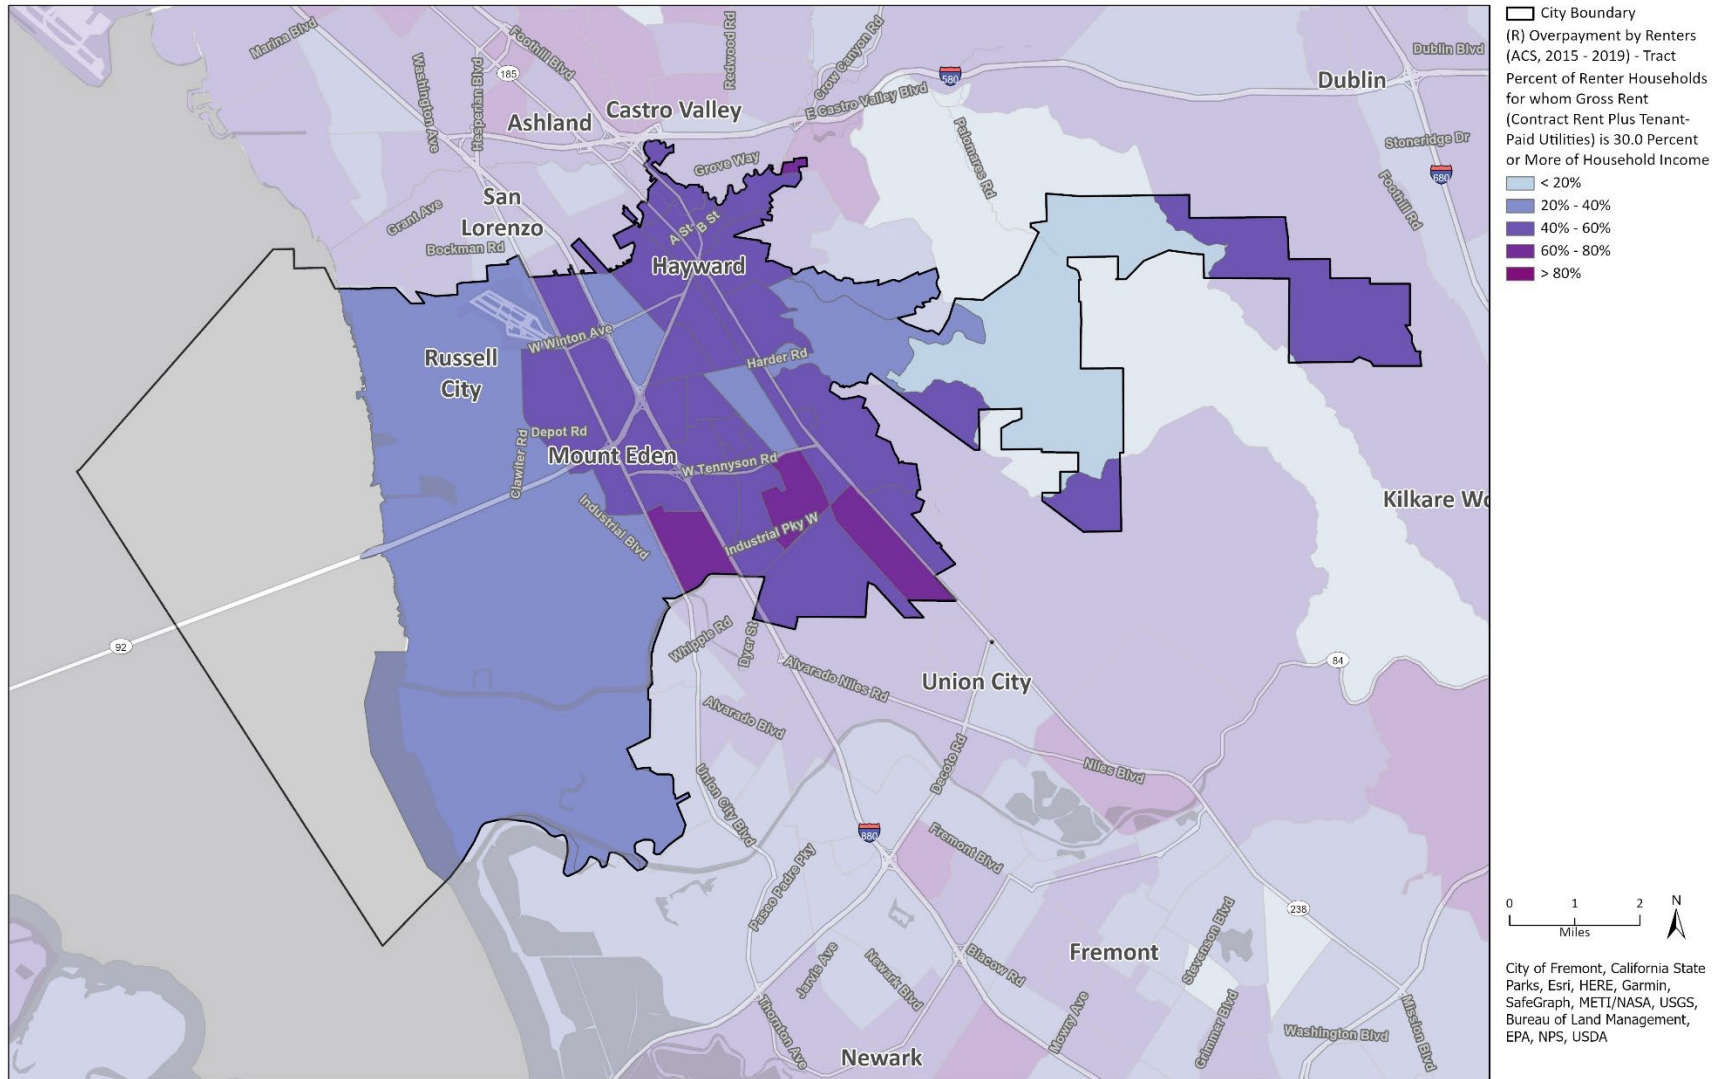 Marina Blvd
Washington Ave
Hesperian Blvd
185
Foothill Blvd
Redwood Rd
Crow Canyon Rd
580
Dublin Blvd
Dublin
Castro Valley
E Castro Valley Blvd
Ashland
Palomares Rd
Stoneridge Dr
680
Foothill Rd
Grove Way
San
Lorenzo
Grant Ave
Bockman Rd
A St
B St
Hayward
W Winton Ave
Russell
City
Harder Rd
Depot Rd
Clawiter Rd
Mount Eden
W Tennyson Rd
Industrial Blvd
Industrial Pky W
Kilkare Wo
92
Whipple Rd
Dyer St
84
Alvarado Niles Rd
Union City
Alvarado Blvd
Union City Blvd
Decoto Rd
Niles Blvd
880
Fremont Blvd
Paseo Padre Pky
238
Stevenson Blvd
Fremont
Blacow Rd
Jarvis Ave
Newark Blvd
Thornton Ave
Mowry Ave
Grimmer Blvd
Washington Blvd
Mission Blvd
Newark
City Boundary
(R) Overpayment by Renters
(ACS, 2015 - 2019) - Tract
Percent of Renter Households
for whom Gross Rent
(Contract Rent Plus Tenant-
Paid Utilities) is 30.0 Percent
or More of Household Income
< 20%
20% - 40%
40% - 60%
60% - 80%
> 80%
0 1 2
Miles
N
City of Fremont, California State
Parks, Esri, HERE, Garmin,
SafeGraph, METI/NASA, USGS,
Bureau of Land Management,
EPA, NPS, USDA